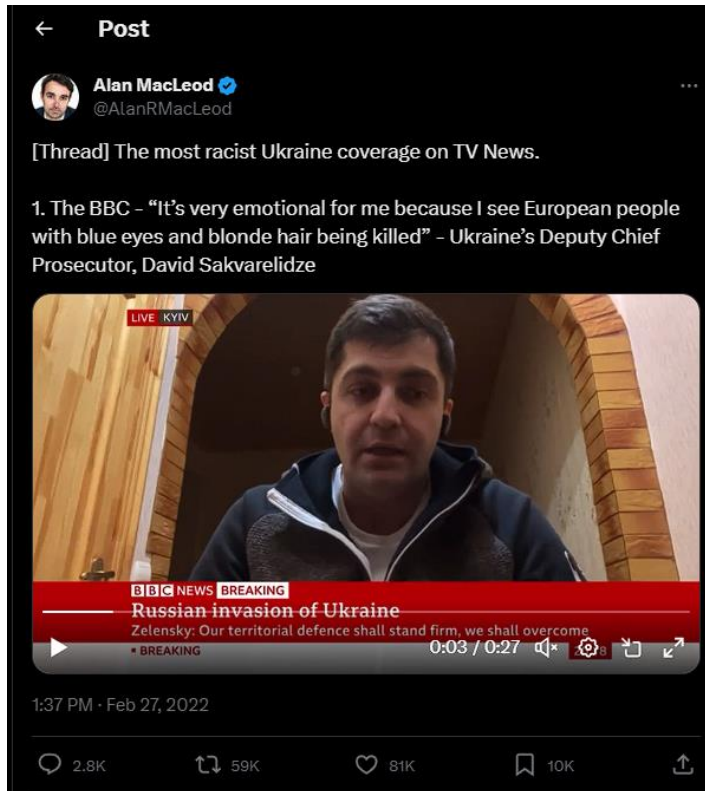 Post
Alan MacLeod
@AlanRMacLeod
[Thread] The most racist Ukraine coverage on TV News.
1. The BBC - “It’s very emotional for me because I see European people
with blue eyes and blonde hair being killed” - Ukraine’s Deputy Chief
Prosecutor, David Sakvarelidze
LIVE KYIV
BBC NEWS BREAKING
Russian invasion of Ukraine
Zelensky: Our territorial defence shall stand firm, we shall overcome
BREAKING
0:03 / 0:27
1:37 PM · Feb 27, 2022
2.8K 59K 81K 10K